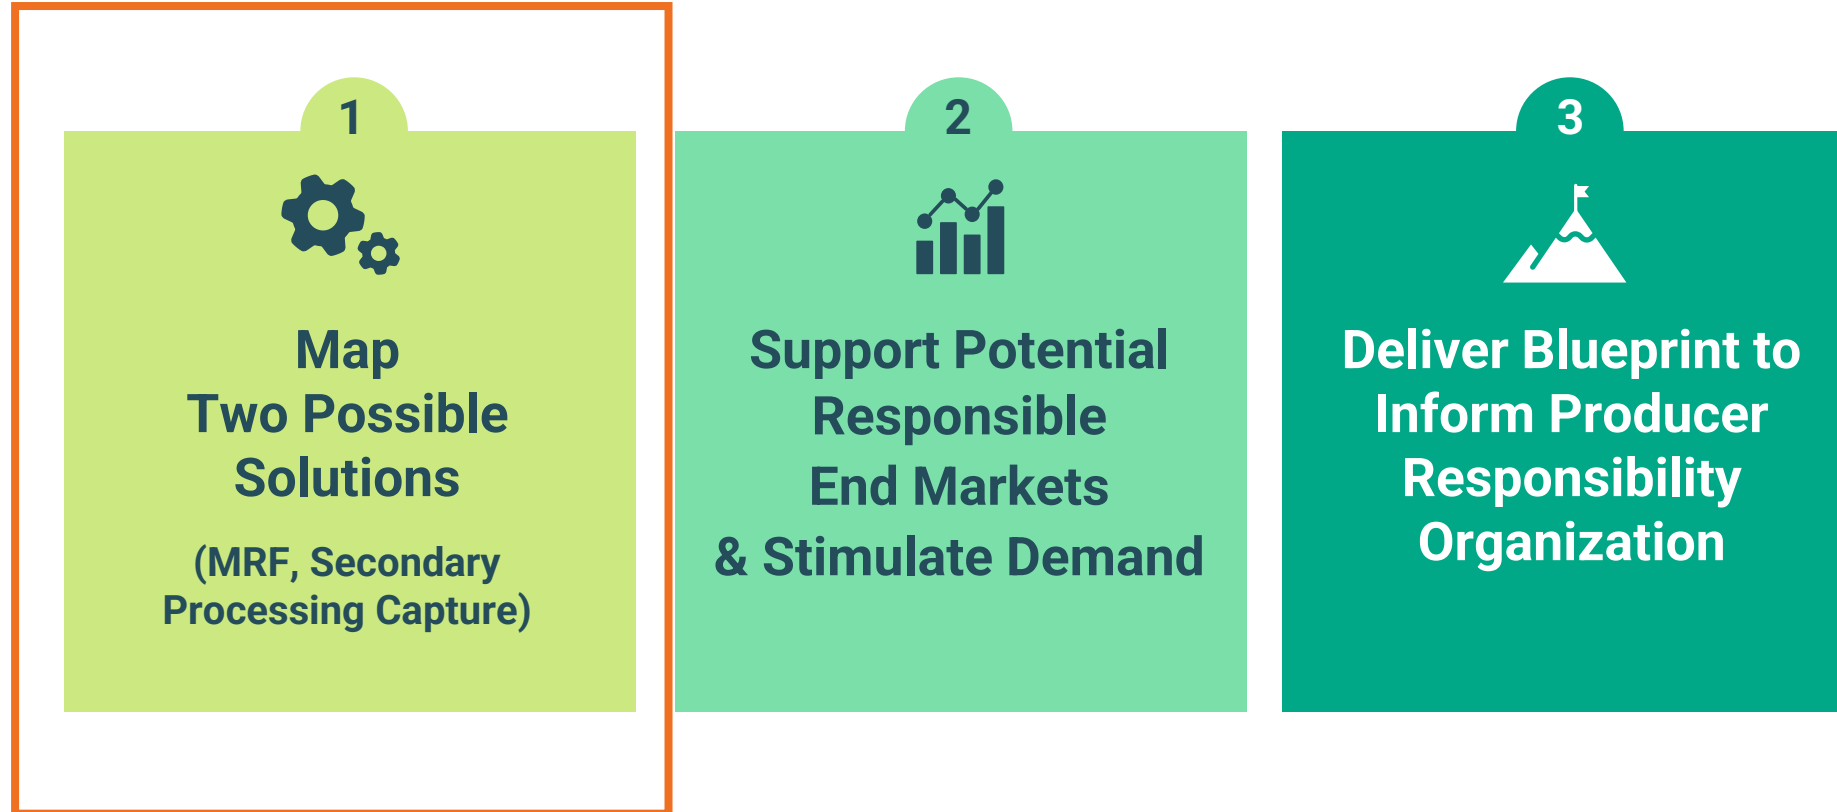 1
Map
Two Possible
Solutions
(MRF, Secondary
Processing Capture)
2
Support Potential
Responsible
End Markets
& Stimulate Demand
3
Deliver Blueprint to
Inform Producer
Responsibility
Organization